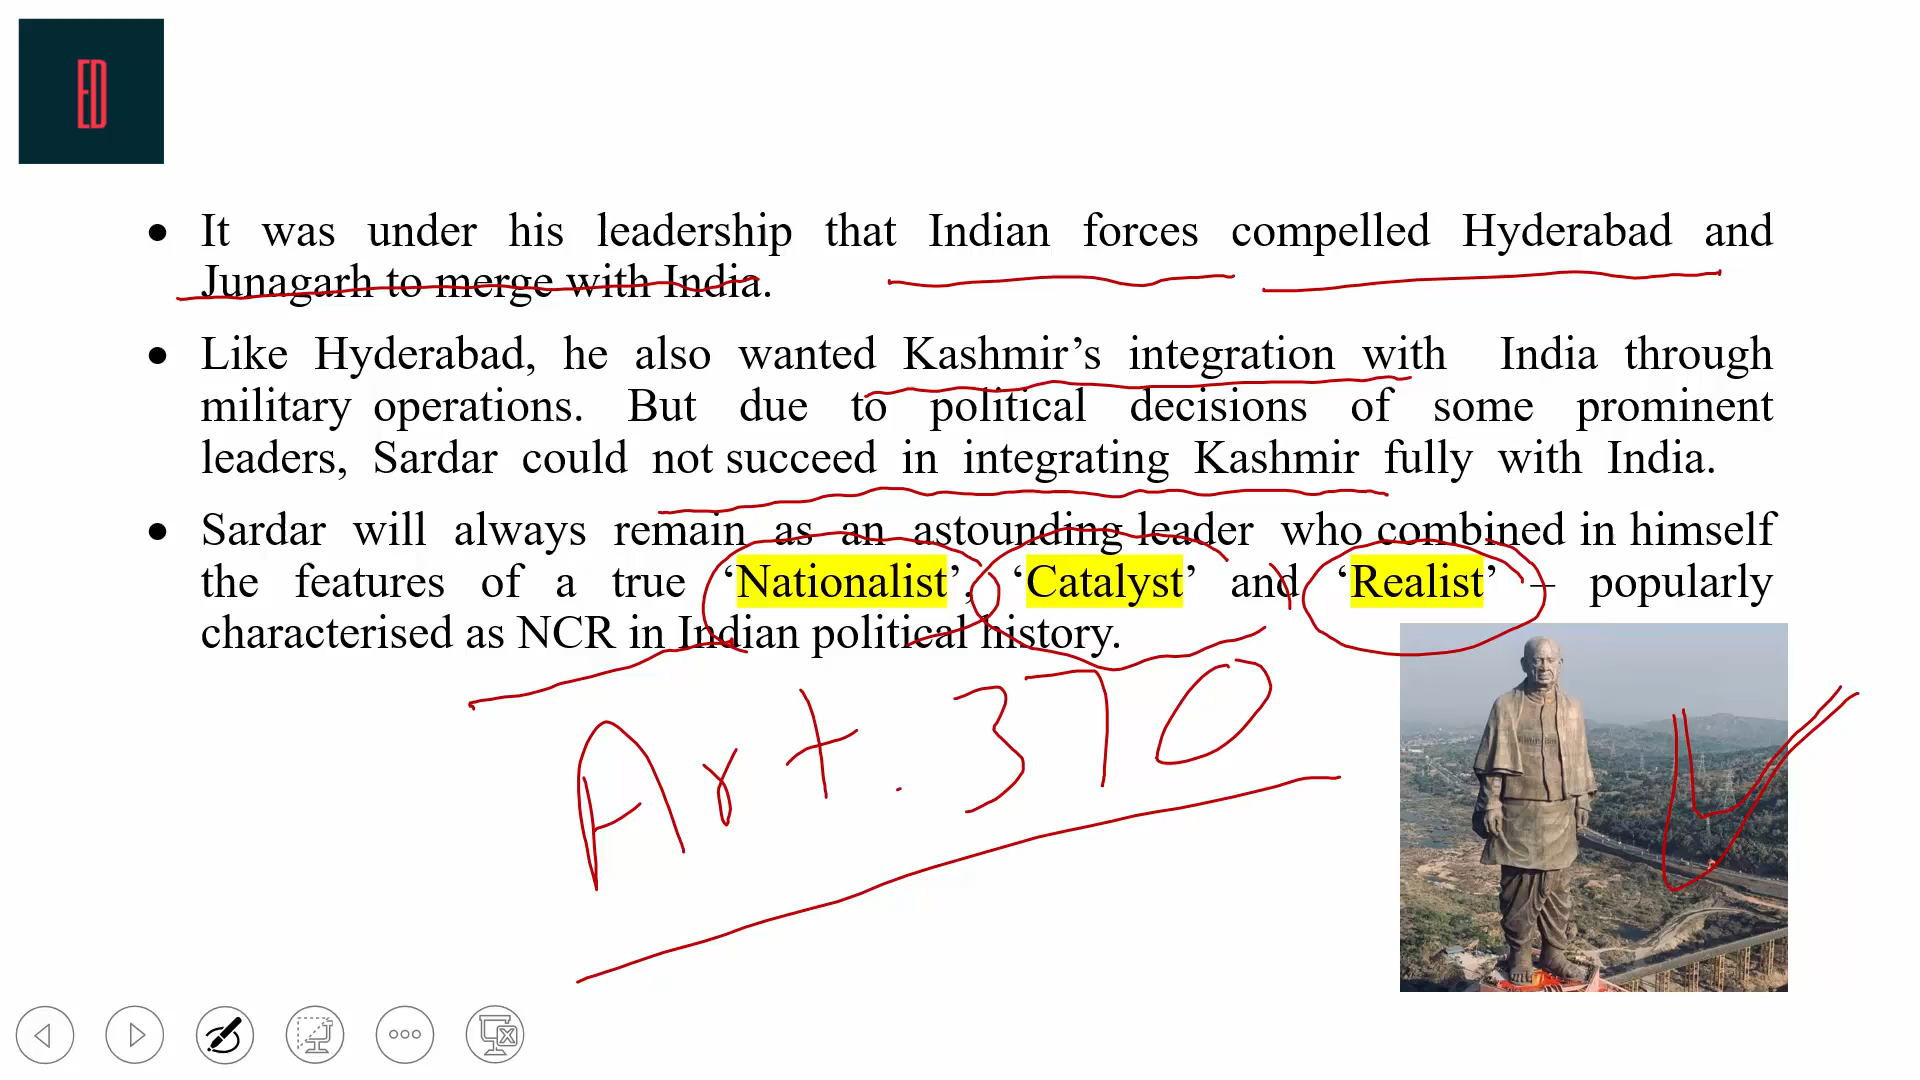 ED
It was under his leadership that Indian forces compelled Hyderabad and
Junagarh to merge with India.
Like Hyderabad, he also wanted Kashmir’s integration with India through
military operations. But due to political decisions of some prominent
leaders, Sardar could not succeed in integrating Kashmir fully with India.
Sardar will always remain as an astounding leader who combined in himself
the features of a true ‘Nationalist’, ‘Catalyst’ and ‘Realist’ – popularly
characterised as NCR in Indian political history.
Art. 370